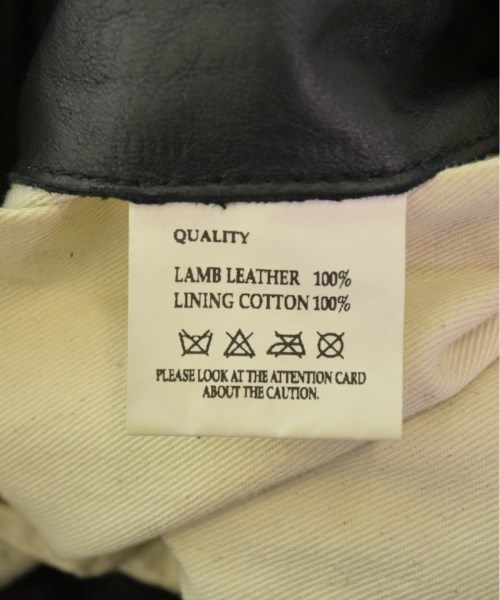 QUALITY
LAMB LEATHER 100%
LINING COTTON 100%
PLEASE LOOK AT THE ATTENTION CARD
ABOUT THE CAUTION.